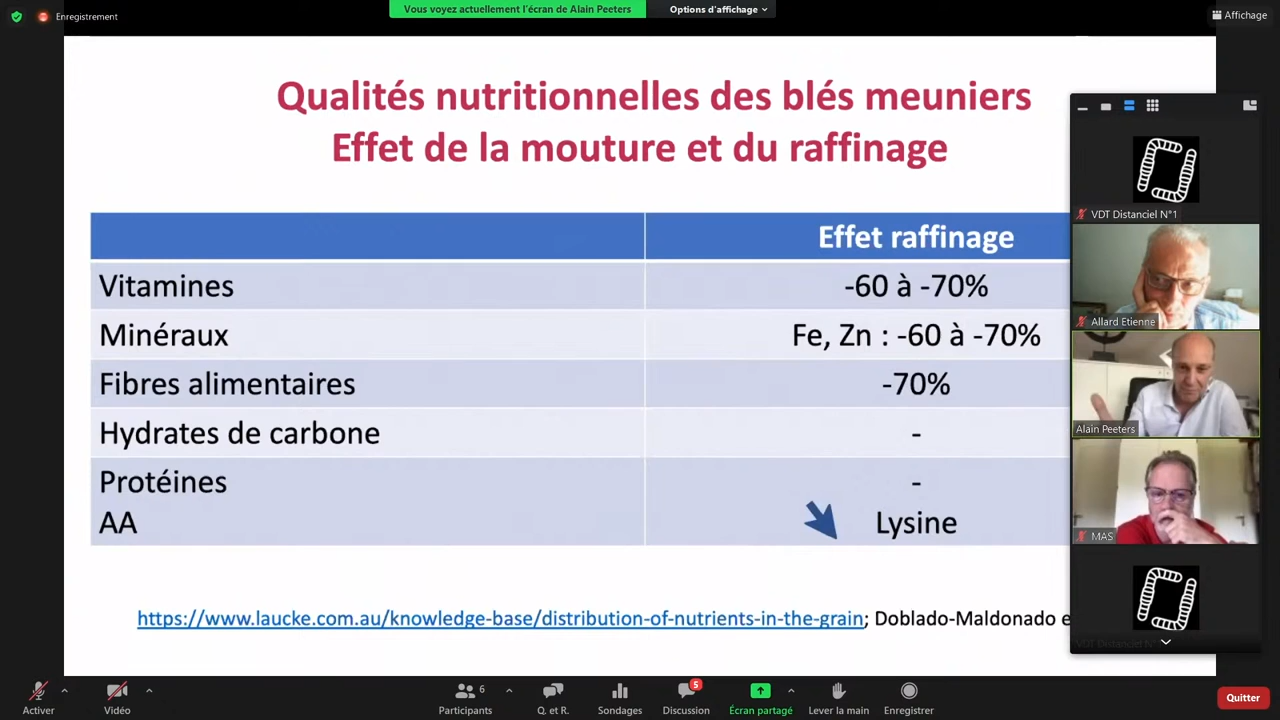 Enregistrement
Vous voyez actuellement l'écran de Alain Peeters
Options d'affichage
Affichage
Qualités nutritionnelles des blés meuniers
Effet de la mouture et du raffinage
Effet raffinage
Vitamines
-60 à -70%
Minéraux
Fe, Zn : -60 à -70%
Fibres alimentaires
-70%
Hydrates de carbone
-
Protéines
-
AA
Lysine
https://www.laucke.com.au/knowledge-base/distribution-of-nutrients-in-the-grain; Doblado-Maldonado e
VDT Distanciel N°1
Allard Etienne
Alain Peeters
MAS
Activer
Vidéo
6
Participants
Q. et R.
Sondages
5
Discussion
Écran partagé
Lever la main
Enregistrer
Quitter